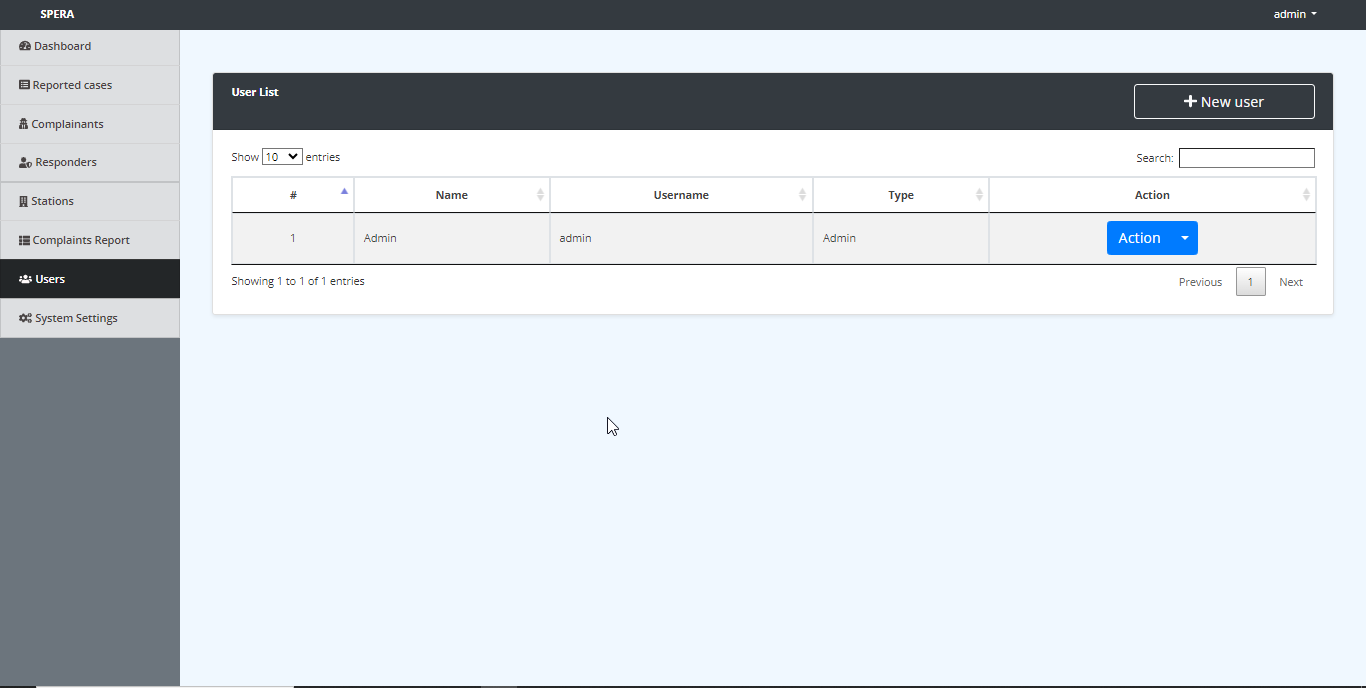 SPERA
admin
Dashboard
Reported cases
Complainants
Responders
Stations
Complaints Report
Users
System Settings
User List
New user
Show 10 entries
Search:
# Name Username Type Action
1 Admin admin Admin Action
Showing 1 to 1 of 1 entries
Previous 1 Next